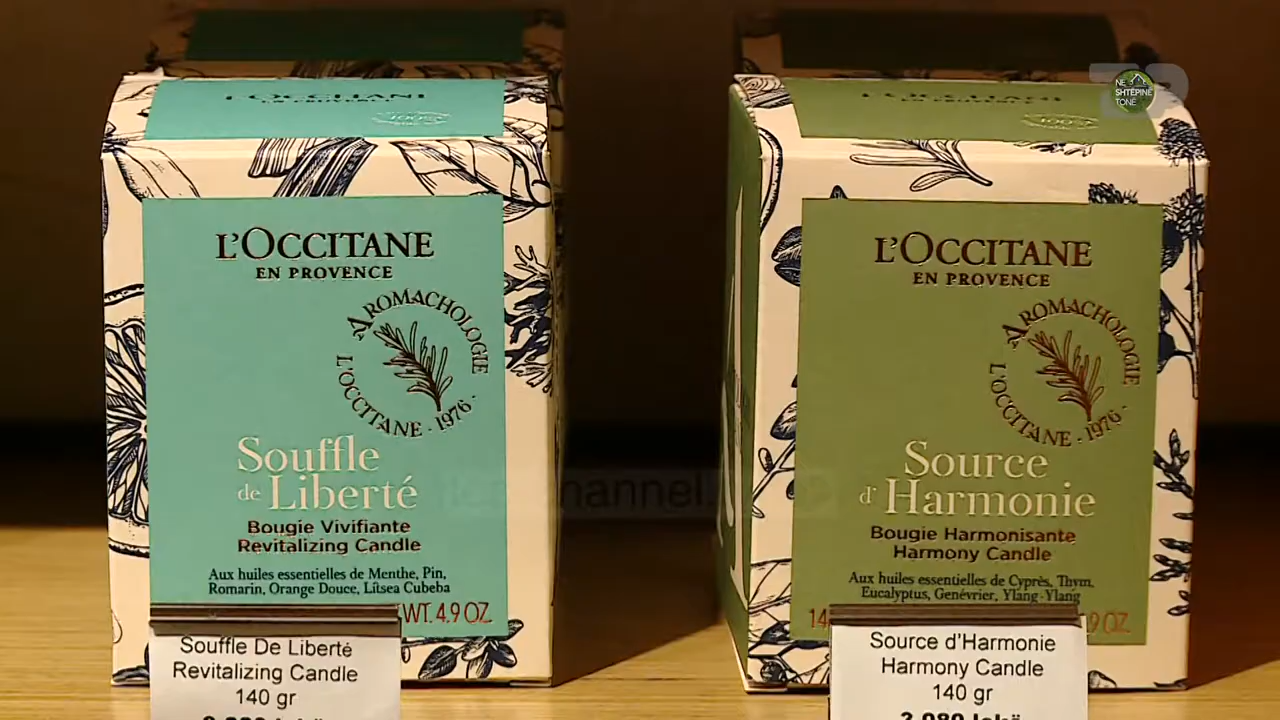 L'OCCITANE
EN PROVENCE
AROMACHOLOGIE
L'OCCITANE · 1976 ·
Souffle
de Liberté
Bougie Vivifiante
Revitalizing Candle
Aux huiles essentielles de Menthe, Pin,
Romarin, Orange Douce, Litsea Cubeba
WT. 4.9 OZ.
Souffle De Liberté
Revitalizing Candle
140 gr
L'OCCITANE
EN PROVENCE
AROMACHOLOGIE
L'OCCITANE · 1976 ·
Source
d'Harmonie
Bougie Harmonisante
Harmony Candle
Aux huiles essentielles de Cyprès, Thym,
Eucalyptus, Genévrier, Ylang-Ylang
Source d'Harmonie
Harmony Candle
140 gr
NE
SHTËPINË
TONË